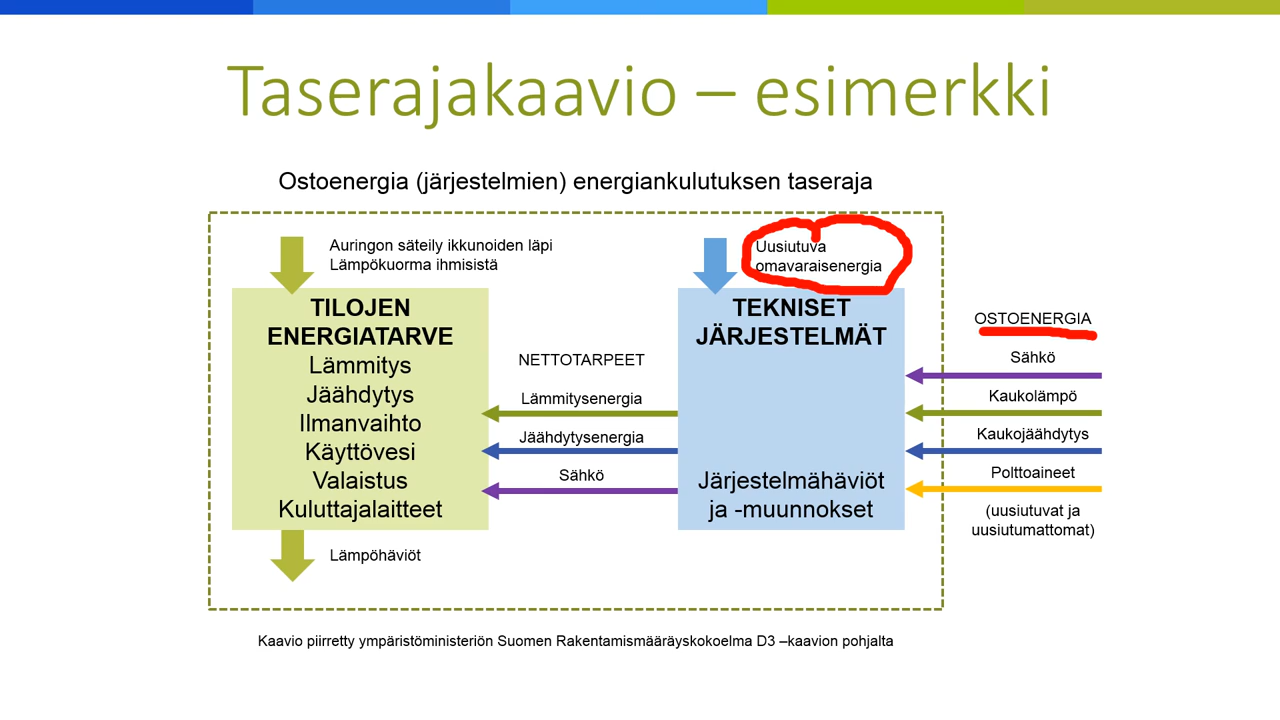 Taserajakaavio – esimerkki
Ostoenergia (järjestelmien) energiankulutuksen taseraja
Auringon säteily ikkunoiden läpi
Lämpökuorma ihmisistä
Uusiutuva
omavaraisenergia
TILOJEN
ENERGIATARVE
Lämmitys
Jäähdytys
Ilmanvaihto
Käyttövesi
Valaistus
Kuluttajalaitteet
Lämpöhäviöt
NETTOTARPEET
Lämmitysenergia
Jäähdytysenergia
Sähkö
TEKNISET
JÄRJESTELMÄT
Järjestelmähäviöt
ja -muunnokset
OSTOENERGIA
Sähkö
Kaukolämpö
Kaukojäähdytys
Polttoaineet
(uusiutuvat ja
uusiutumattomat)
Kaavio piirretty ympäristöministeriön Suomen Rakentamismääräyskokoelma D3 –kaavion pohjalta